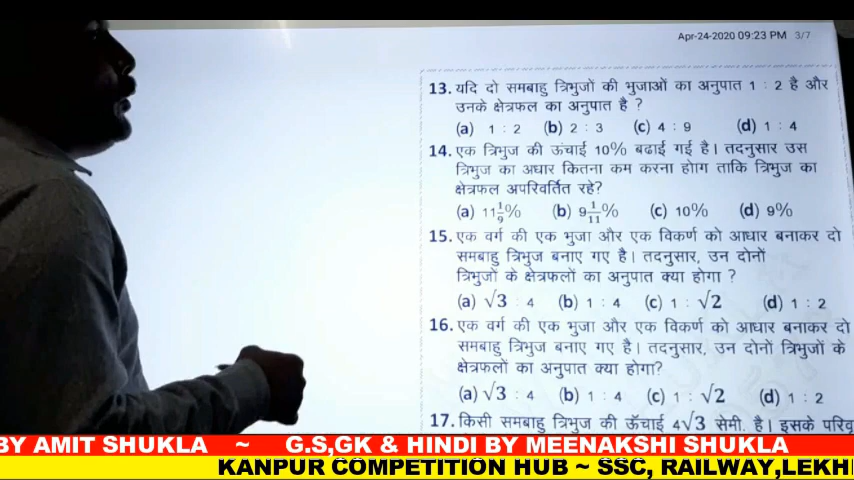 Apr-24-2020 09:23 PM 3/7
13. यदि दो समबाहु त्रिभुजों की भुजाओं का अनुपात 1 : 2 है और
उनके क्षेत्रफल का अनुपात है ?
(a) 1 : 2 (b) 2 : 3 (c) 4 : 9 (d) 1 : 4
14. एक त्रिभुज की ऊंचाई 10% बढाई गई है। तदनुसार उस
त्रिभुज का अधार कितना कम करना होाग ताकि त्रिभुज का
क्षेत्रफल अपरिवर्तित रहे?
(a) 11 1/9% (b) 9 1/11% (c) 10% (d) 9%
15. एक वर्ग की एक भुजा और एक विकर्ण को आधार बनाकर दो
समबाहु त्रिभुज बनाए गए है। तदनुसार, उन दोनों
त्रिभुजों के क्षेत्रफलों का अनुपात क्या होगा ?
(a) √3 : 4 (b) 1 : 4 (c) 1 : √2 (d) 1 : 2
16. एक वर्ग की एक भुजा और एक विकर्ण को आधार बनाकर दो
समबाहु त्रिभुज बनाए गए है। तदनुसार, उन दोनों त्रिभुजों के
क्षेत्रफलों का अनुपात क्या होगा?
(a) √3 : 4 (b) 1 : 4 (c) 1 : √2 (d) 1 : 2
17. किसी समबाहु त्रिभुज की ऊँचाई 4√3 सेमी. है। इसके परिवृ
BY AMIT SHUKLA ~ G.S,GK & HINDI BY MEENAKSHI SHUKLA
KANPUR COMPETITION HUB ~ SSC, RAILWAY,LEKH